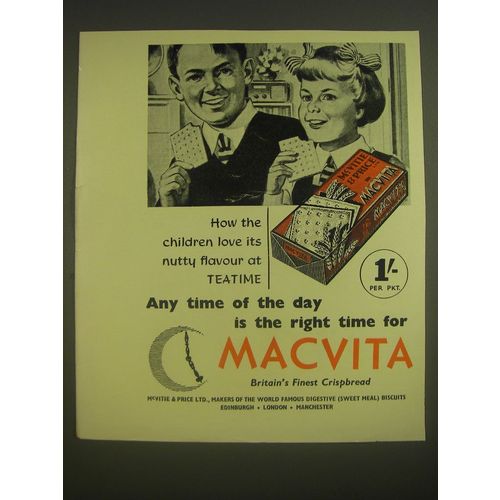 McVITIE
& PRICE
MACVITA
MACVITA
How the
children love its
nutty flavour at
TEATIME
1/-
PER PKT.
Any time of the day
is the right time for
MACVITA
Britain's Finest Crispbread
McVITIE & PRICE LTD., MAKERS OF THE WORLD FAMOUS DIGESTIVE (SWEET MEAL) BISCUITS
EDINBURGH • LONDON • MANCHESTER